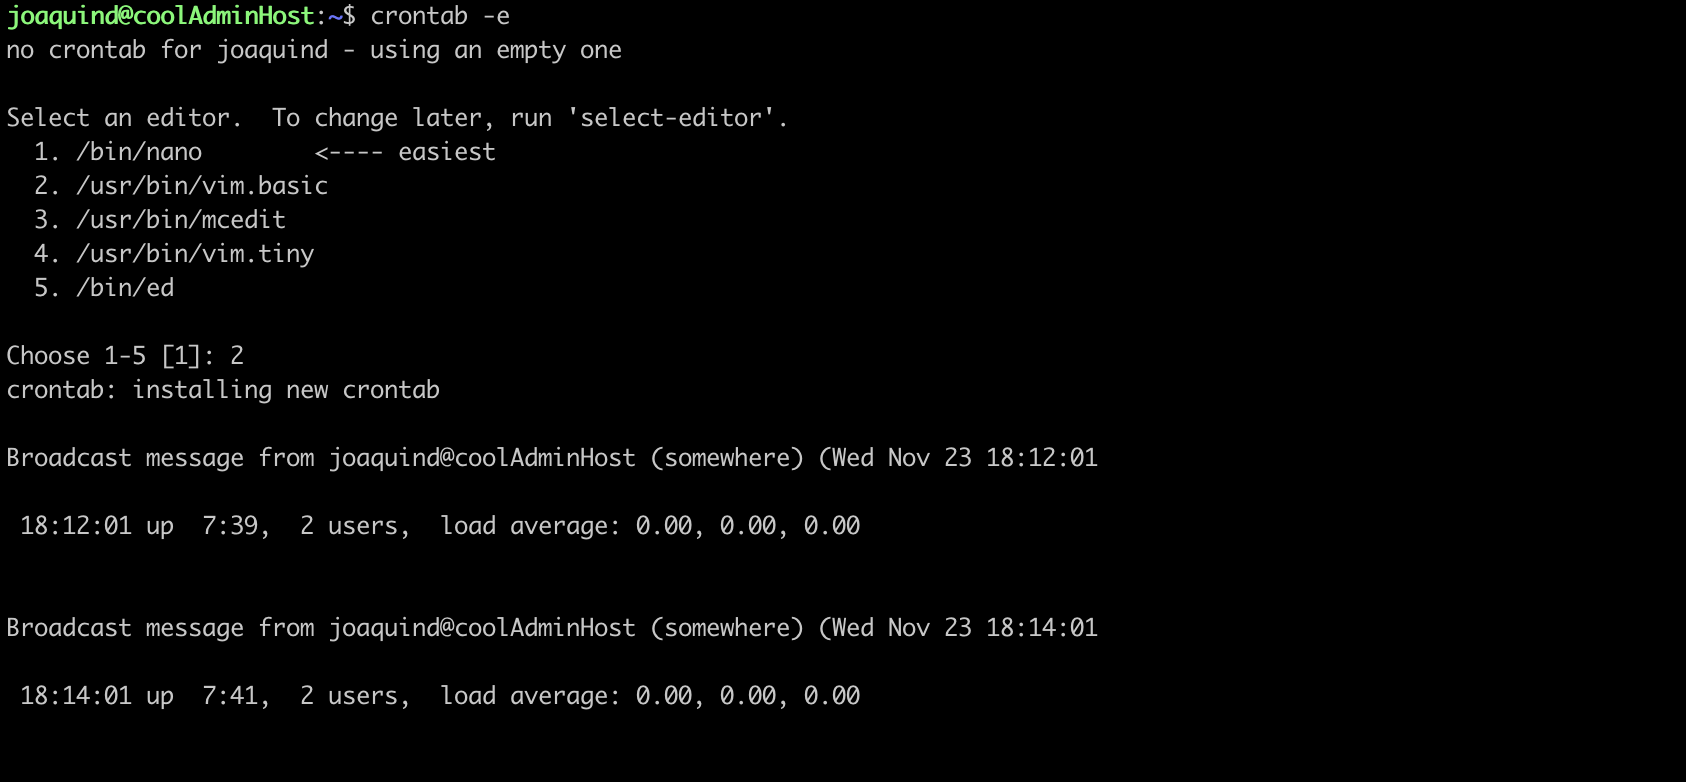 joaquind@coolAdminHost:~$ crontab -e
no crontab for joaquind - using an empty one
Select an editor.  To change later, run 'select-editor'.
  1. /bin/nano        <---- easiest
  2. /usr/bin/vim.basic
  3. /usr/bin/mcedit
  4. /usr/bin/vim.tiny
  5. /bin/ed
Choose 1-5 [1]: 2
crontab: installing new crontab
Broadcast message from joaquind@coolAdminHost (somewhere) (Wed Nov 23 18:12:01
 18:12:01 up  7:39,  2 users,  load average: 0.00, 0.00, 0.00
Broadcast message from joaquind@coolAdminHost (somewhere) (Wed Nov 23 18:14:01
 18:14:01 up  7:41,  2 users,  load average: 0.00, 0.00, 0.00